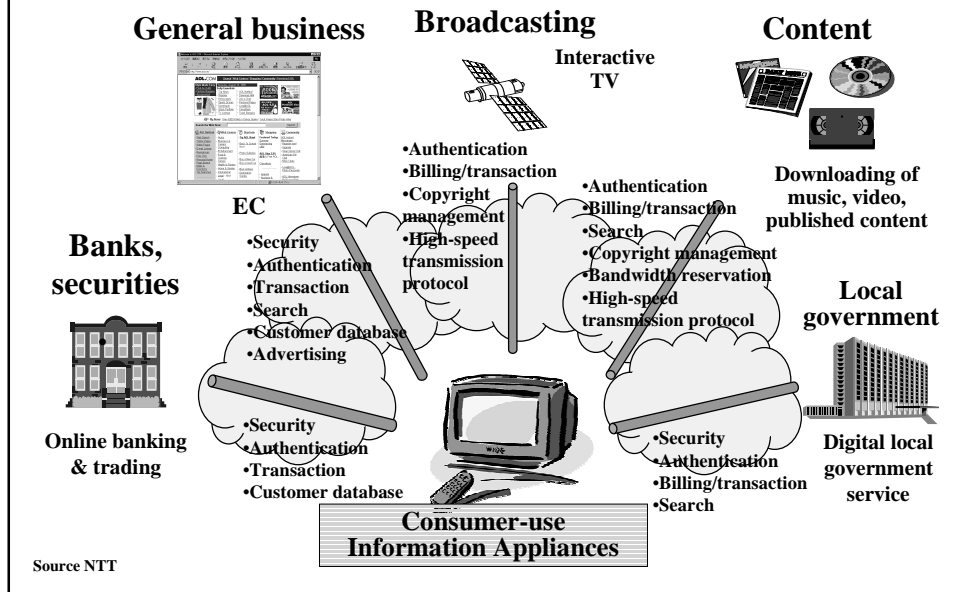 General business
Broadcasting
Content
Interactive
TV
AOL.COM
•Authentication
•Billing/transaction
•Copyright
management
•High-speed
transmission
protocol
•Authentication
•Billing/transaction
•Search
•Copyright management
•Bandwidth reservation
•High-speed
transmission protocol
Downloading of
music, video,
published content
EC
•Security
•Authentication
•Transaction
•Search
•Customer database
•Advertising
Banks,
securities
Local
government
Online banking
& trading
•Security
•Authentication
•Transaction
•Customer database
•Security
•Authentication
•Billing/transaction
•Search
Digital local
government
service
Consumer-use
Information Appliances
Source NTT